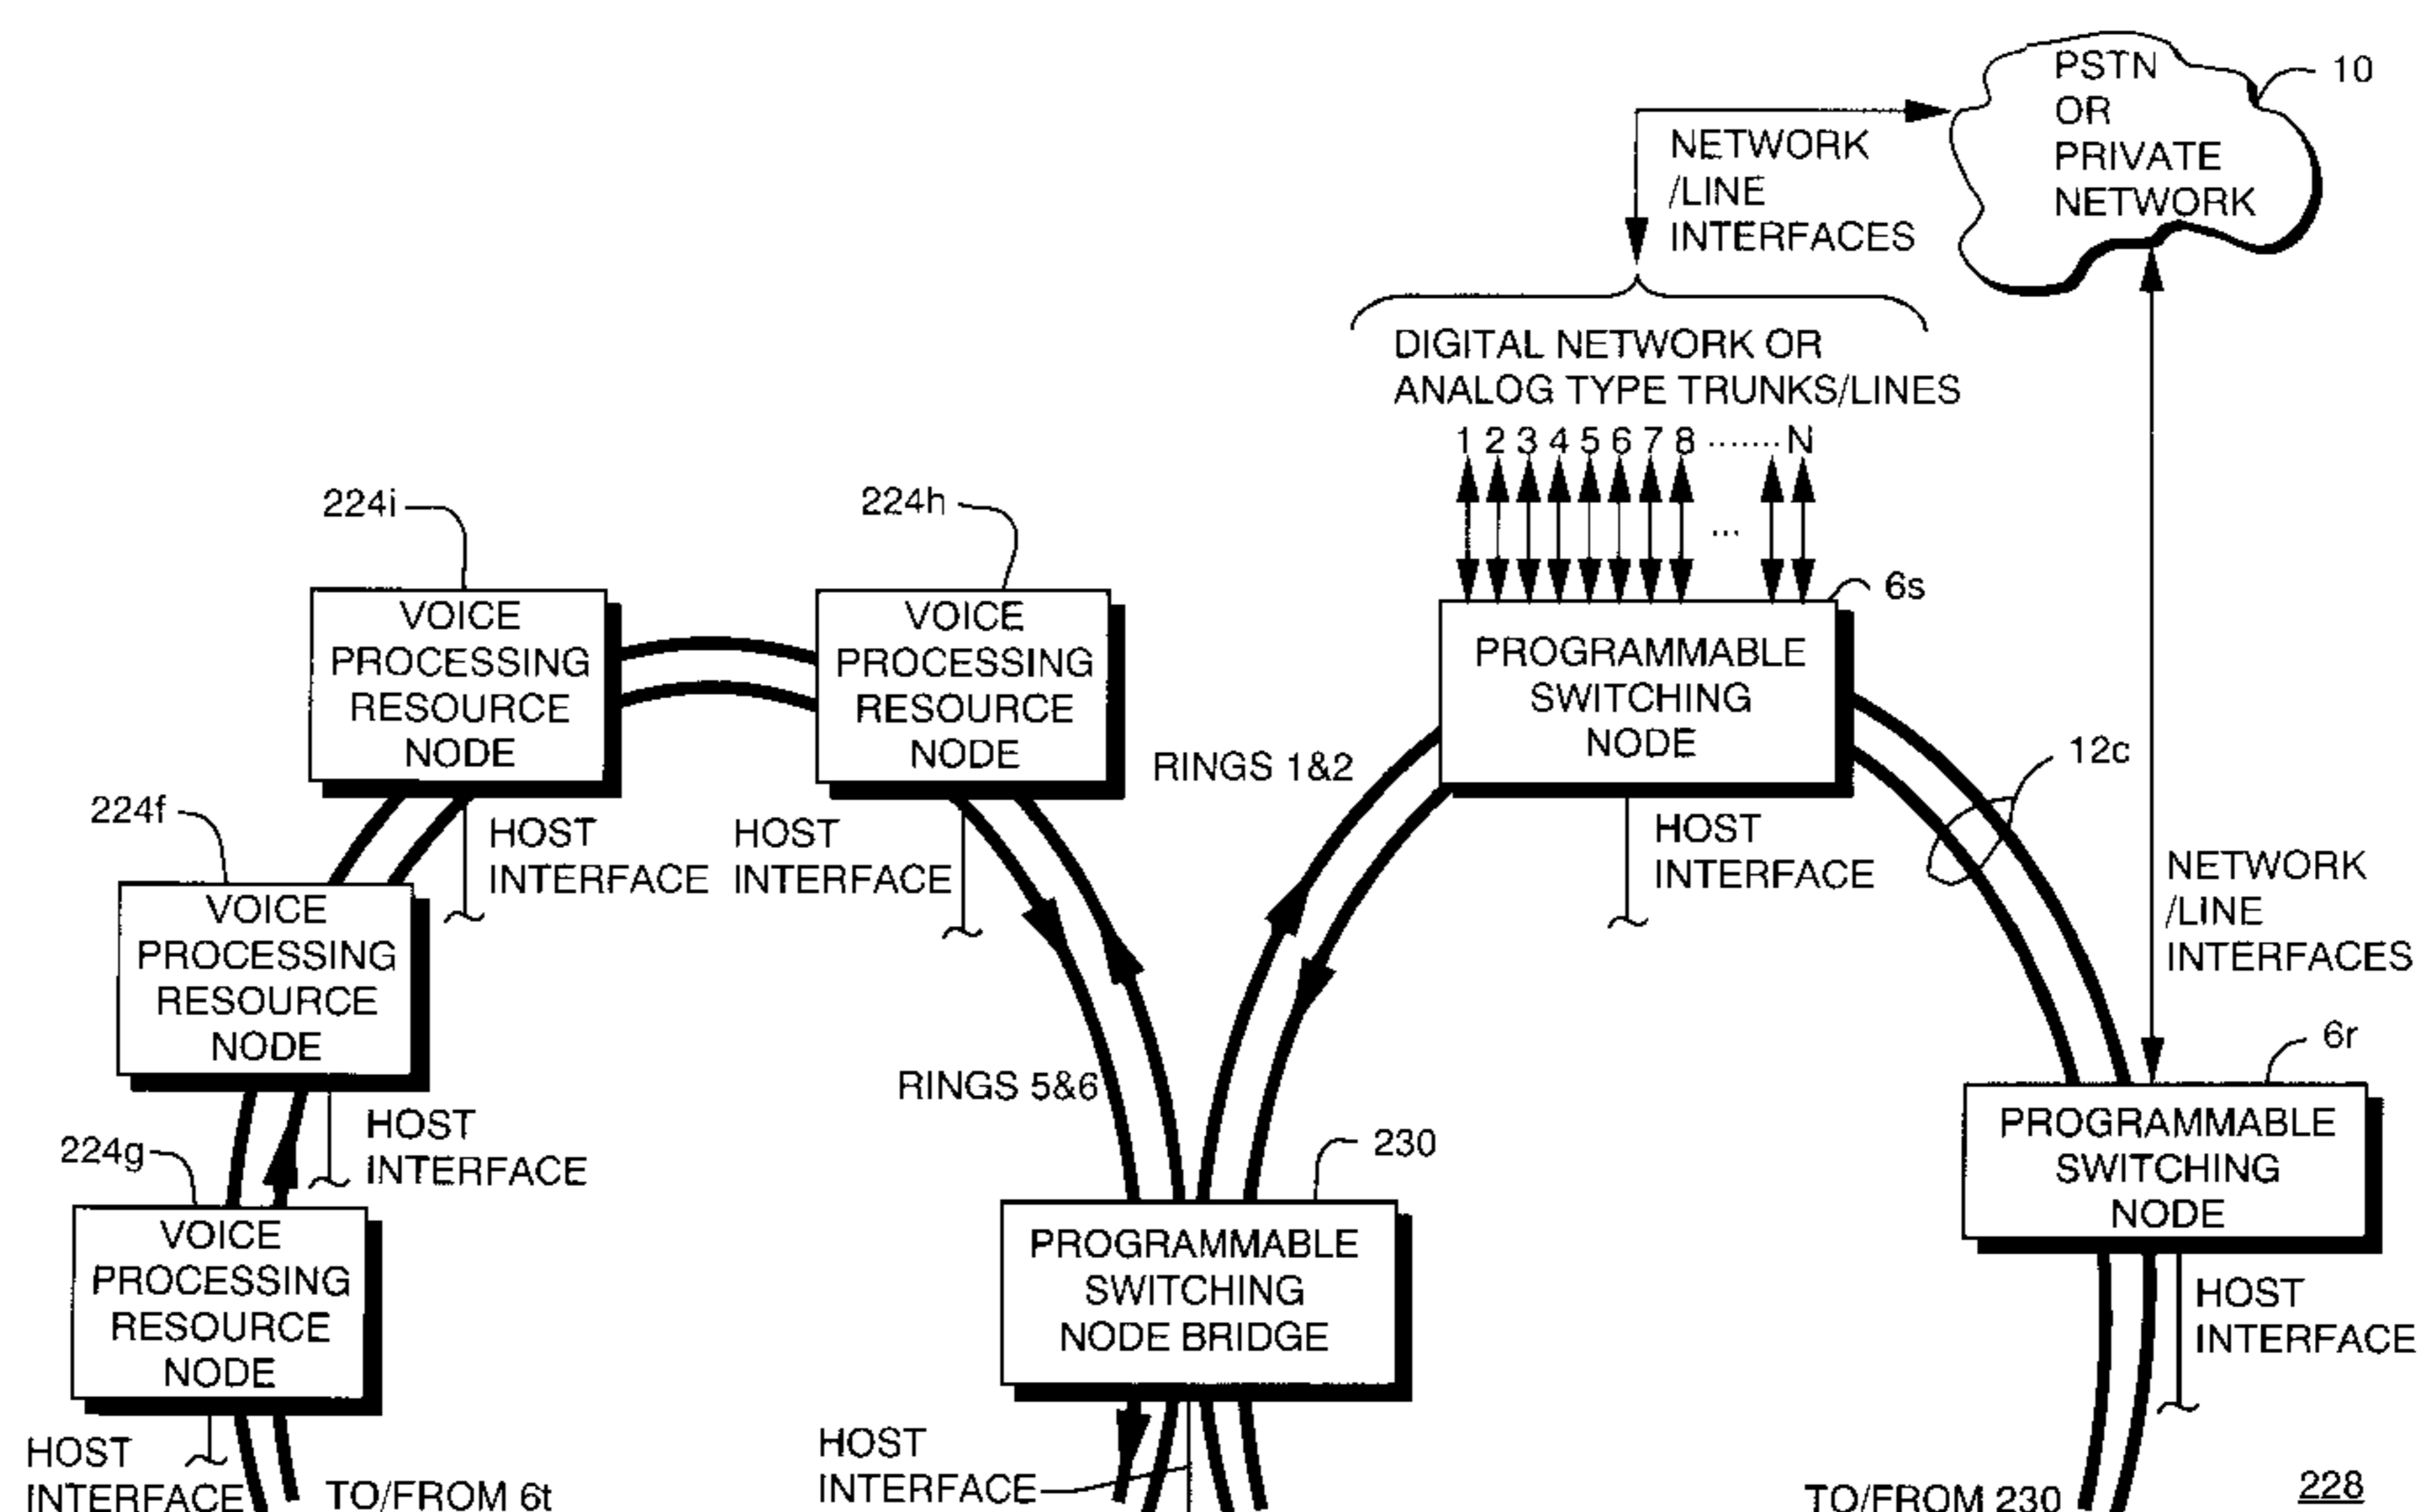 PSTN
OR
PRIVATE
NETWORK
10
NETWORK
/LINE
INTERFACES
DIGITAL NETWORK OR
ANALOG TYPE TRUNKS/LINES
1 2 3 4 5 6 7 8 ······· N
...
224i
224h
6s
VOICE
PROCESSING
RESOURCE
NODE
VOICE
PROCESSING
RESOURCE
NODE
PROGRAMMABLE
SWITCHING
NODE
RINGS 1&2
12c
224f
HOST
INTERFACE
HOST
INTERFACE
HOST
INTERFACE
NETWORK
/LINE
INTERFACES
VOICE
PROCESSING
RESOURCE
NODE
6r
RINGS 5&6
224g
HOST
INTERFACE
230
PROGRAMMABLE
SWITCHING
NODE
VOICE
PROCESSING
RESOURCE
NODE
PROGRAMMABLE
SWITCHING
NODE BRIDGE
HOST
INTERFACE
HOST
INTERFACE
TO/FROM 6t
HOST
INTERFACE
TO/FROM 230
228